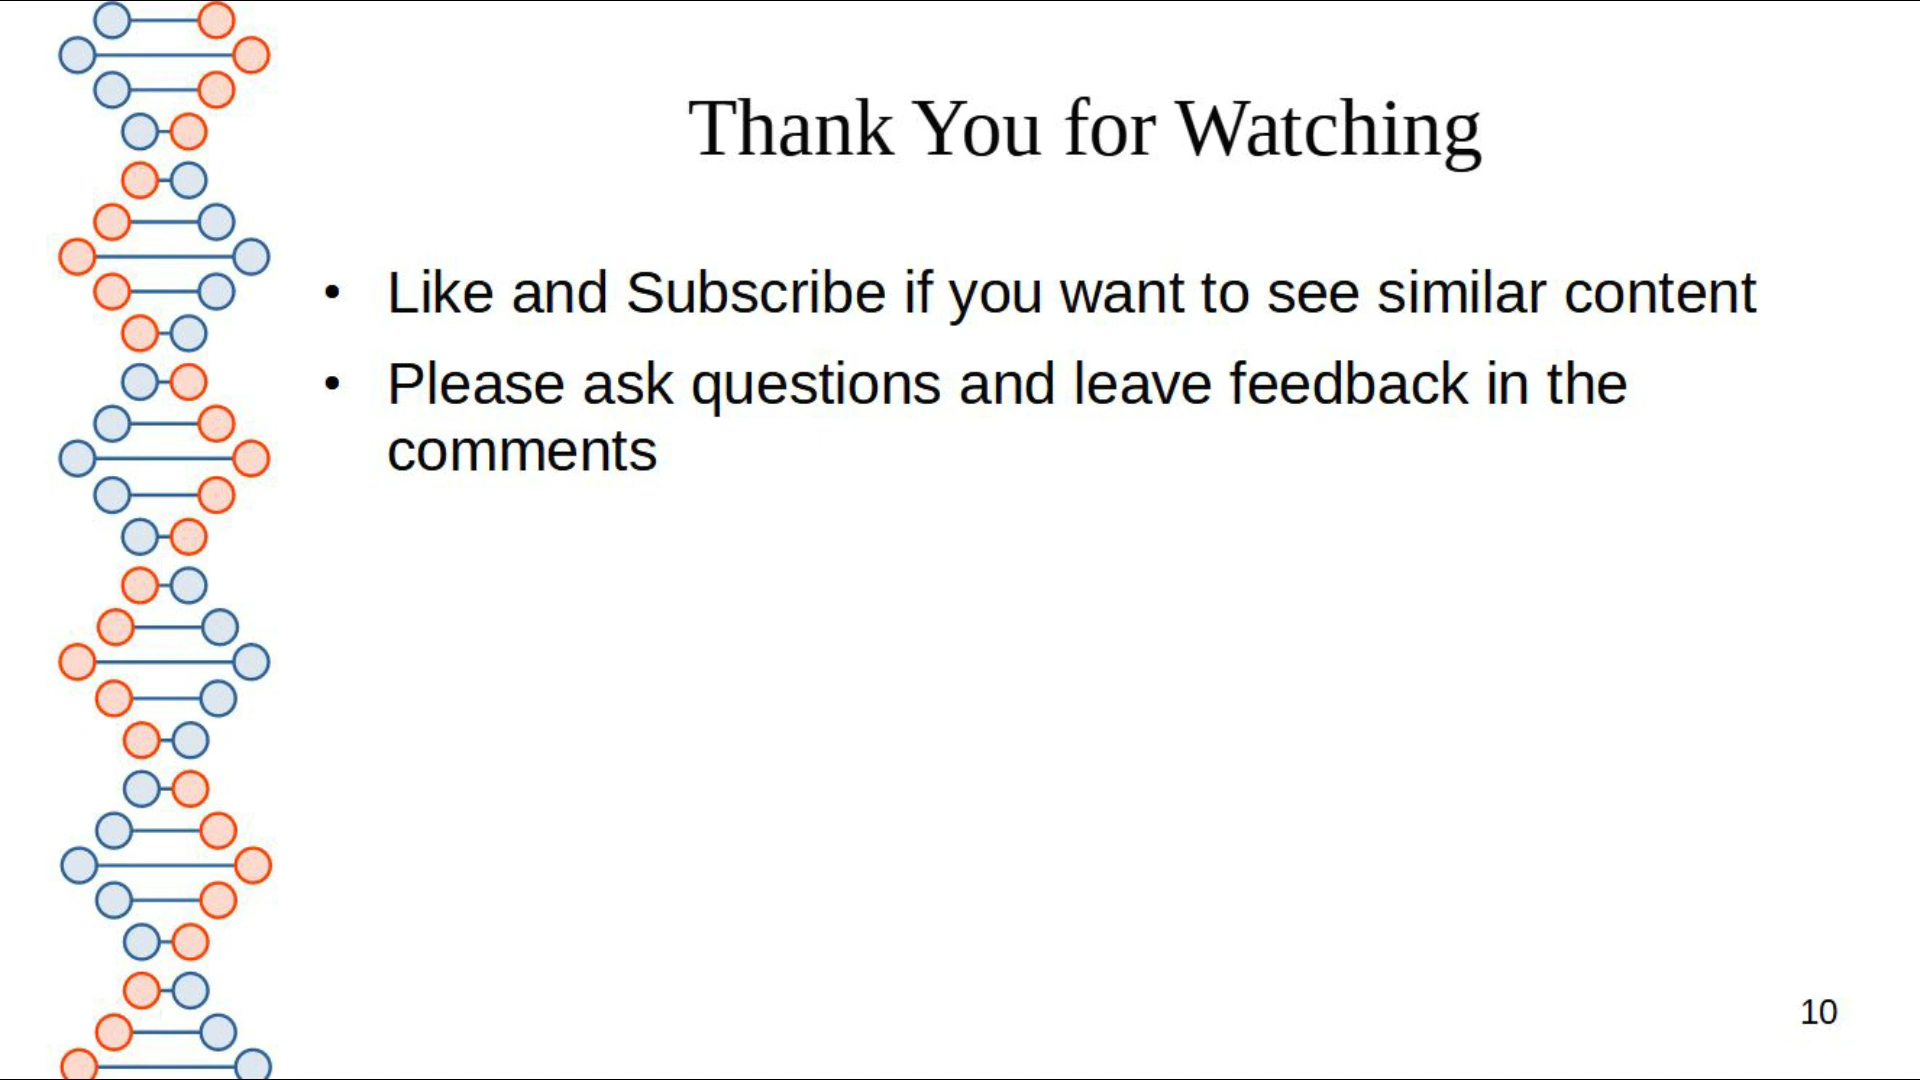 Thank You for Watching
• Like and Subscribe if you want to see similar content
• Please ask questions and leave feedback in the
comments
10